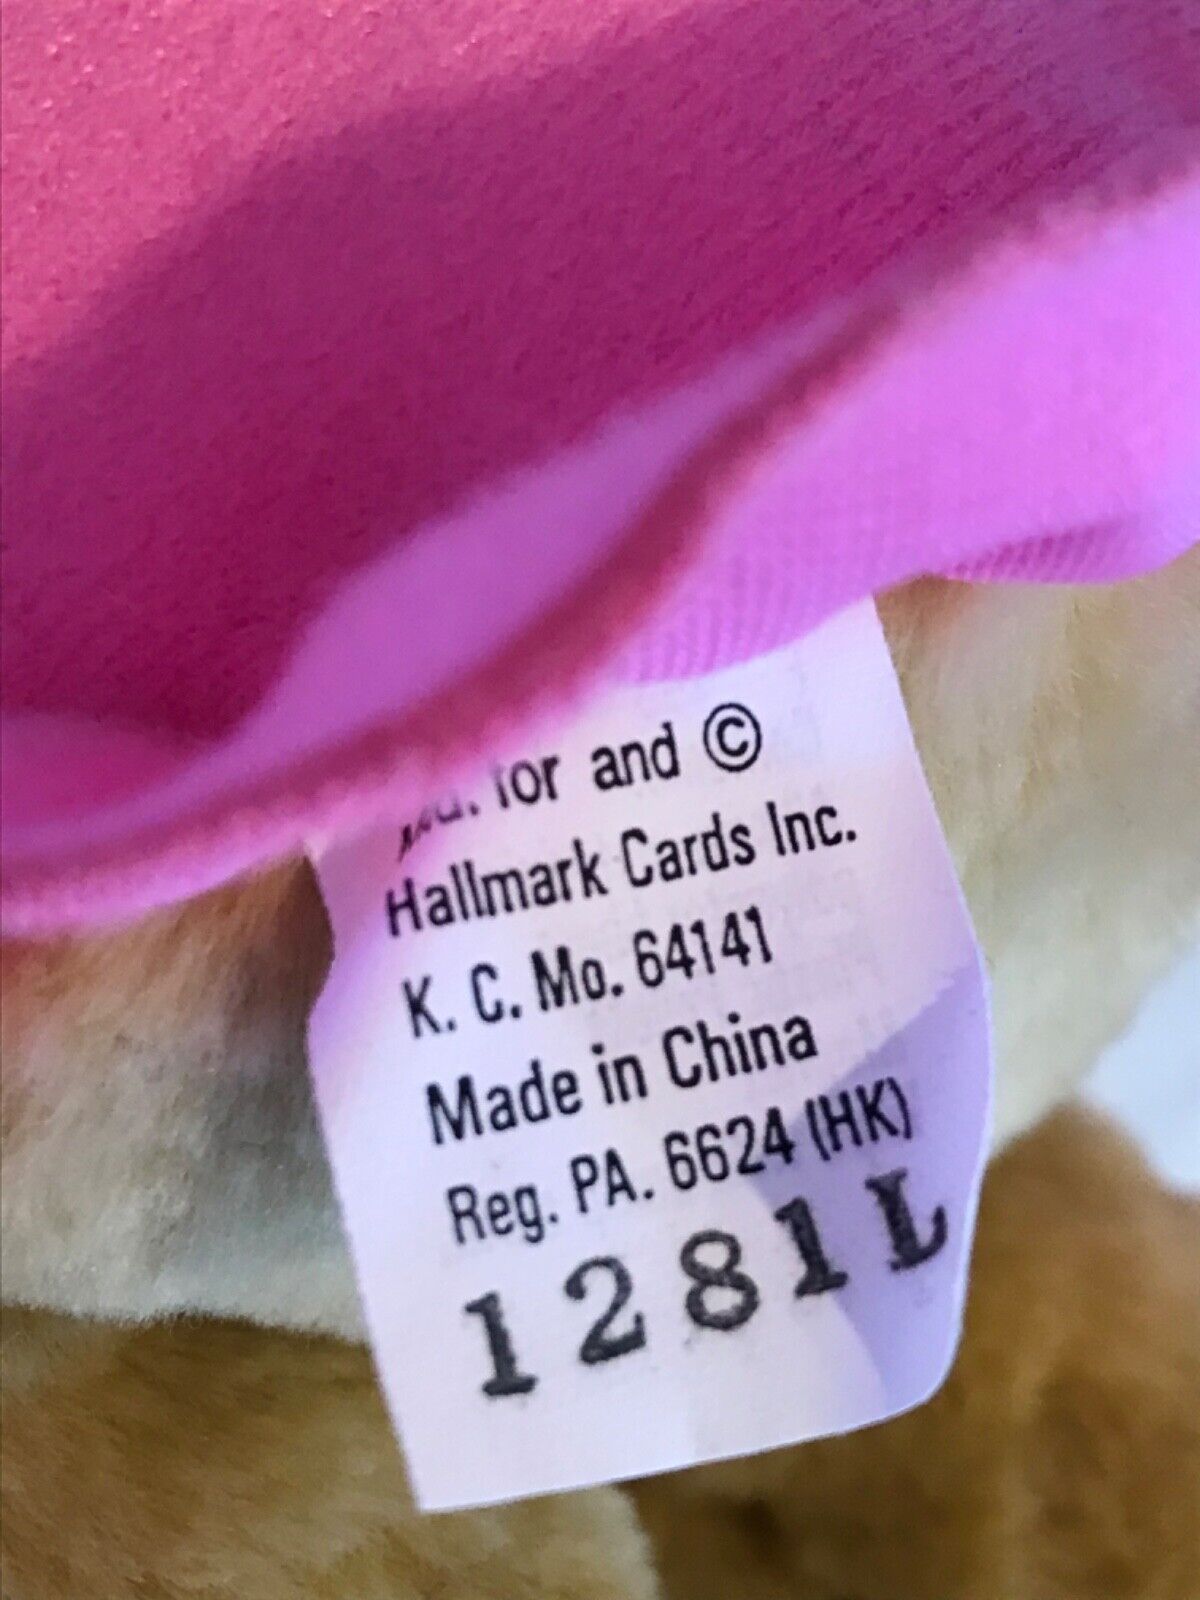 for and ©
Hallmark Cards Inc.
K. C. Mo. 64141
Made in China
Reg. PA. 6624 (HK)
1281L